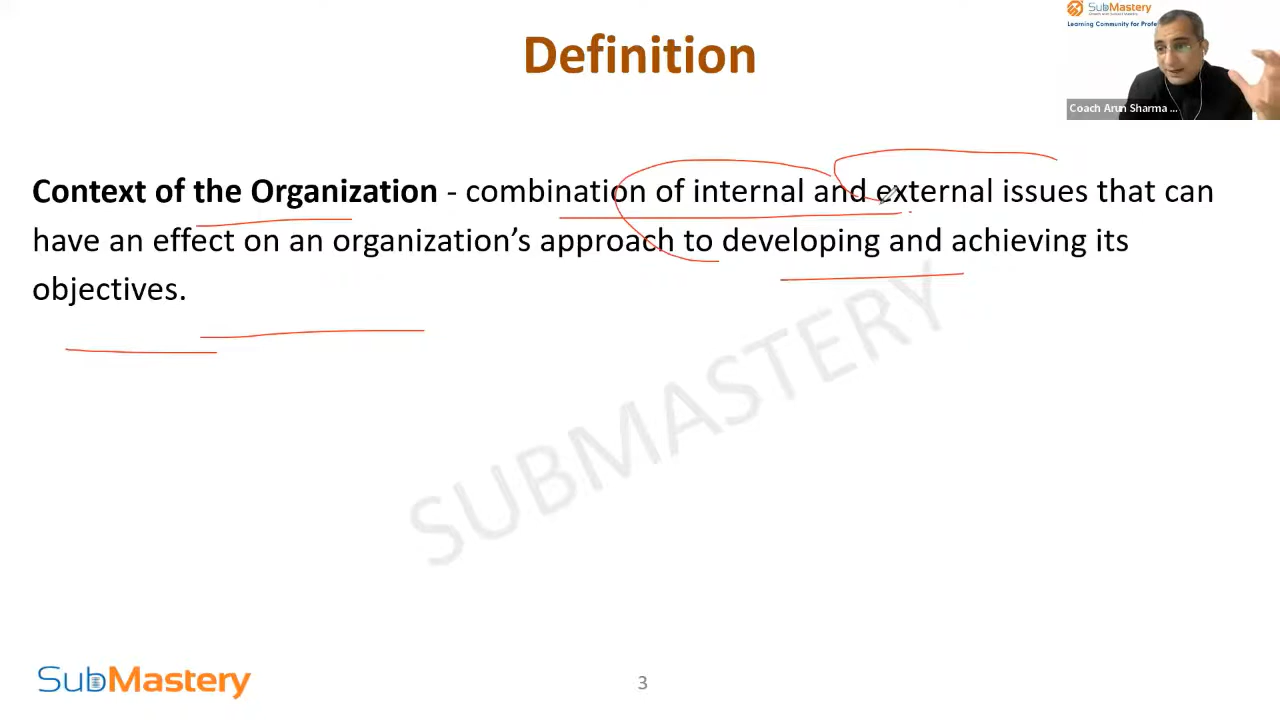 SubMastery
Learning Community for Profe
Definition
Coach Arun Sharma ...
Context of the Organization - combination of internal and external issues that can
have an effect on an organization’s approach to developing and achieving its
objectives.
SUBMASTERY
SubMastery
3